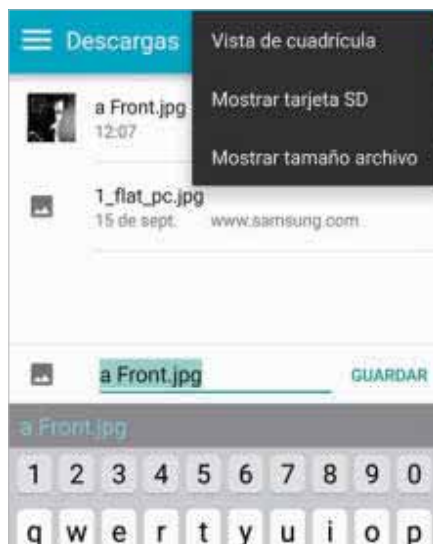 Descargas
Vista de cuadrícula
Mostrar tarjeta SD
Mostrar tamaño archivo
a Front.jpg
12:07
1_flat_pc.jpg
15 de sept. www.samsung.com
a Front.jpg GUARDAR
a Front.jpg
1 2 3 4 5 6 7 8 9 0
q w e r t y u i o p